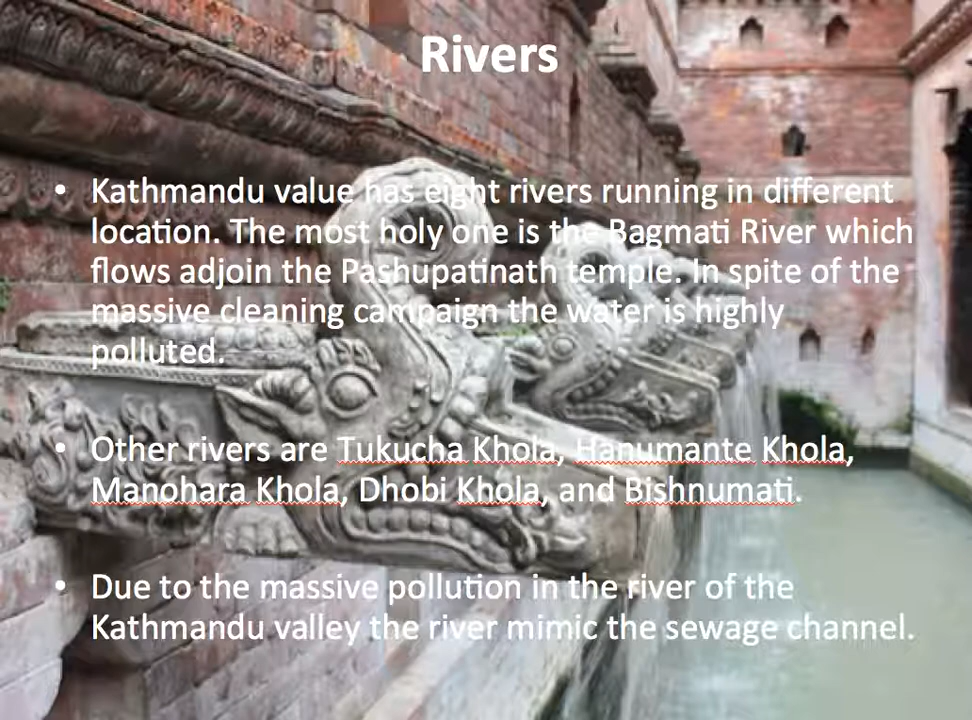 Rivers
• Kathmandu value has eight rivers running in different
location. The most holy one is the Bagmati River which
flows adjoin the Pashupatinath temple. In spite of the
massive cleaning campaign the water is highly
polluted.
• Other rivers are Tukucha Khola, Hanumante Khola,
Manohara Khola, Dhobi Khola, and Bishnumati.
• Due to the massive pollution in the river of the
Kathmandu valley the river mimic the sewage channel.